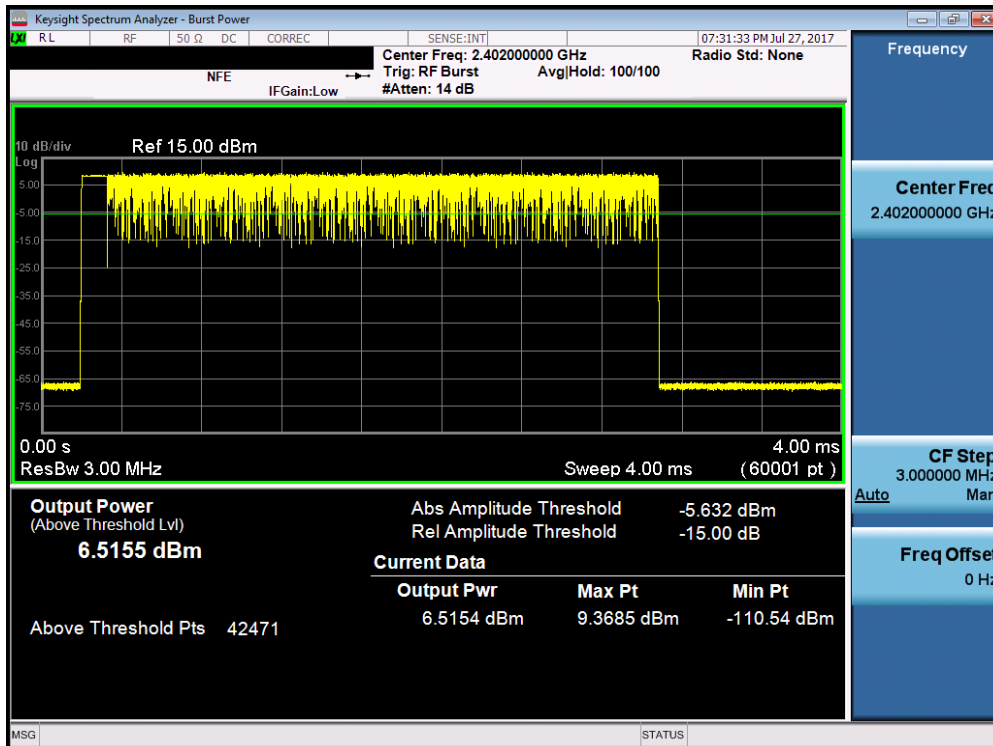 Keysight Spectrum Analyzer - Burst Power
LXI RL RF 50 Ω DC CORREC SENSE:INT 07:31:33 PM Jul 27, 2017
Center Freq: 2.402000000 GHz Radio Std: None
NFE Trig: RF Burst Avg|Hold: 100/100
IFGain:Low #Atten: 14 dB
Frequency
10 dB/div Ref 15.00 dBm
Log
5.00
-5.00
-15.0
-25.0
-35.0
-45.0
-55.0
-65.0
-75.0
0.00 s 4.00 ms
ResBw 3.00 MHz Sweep 4.00 ms (60001 pt)
Center Freq
2.402000000 GHz
CF Step
3.000000 MHz
Auto Man
Freq Offset
0 Hz
Output Power
(Above Threshold Lvl)
6.5155 dBm
Above Threshold Pts 42471
Abs Amplitude Threshold -5.632 dBm
Rel Amplitude Threshold -15.00 dB
Current Data
Output Pwr Max Pt Min Pt
6.5154 dBm 9.3685 dBm -110.54 dBm
MSG STATUS